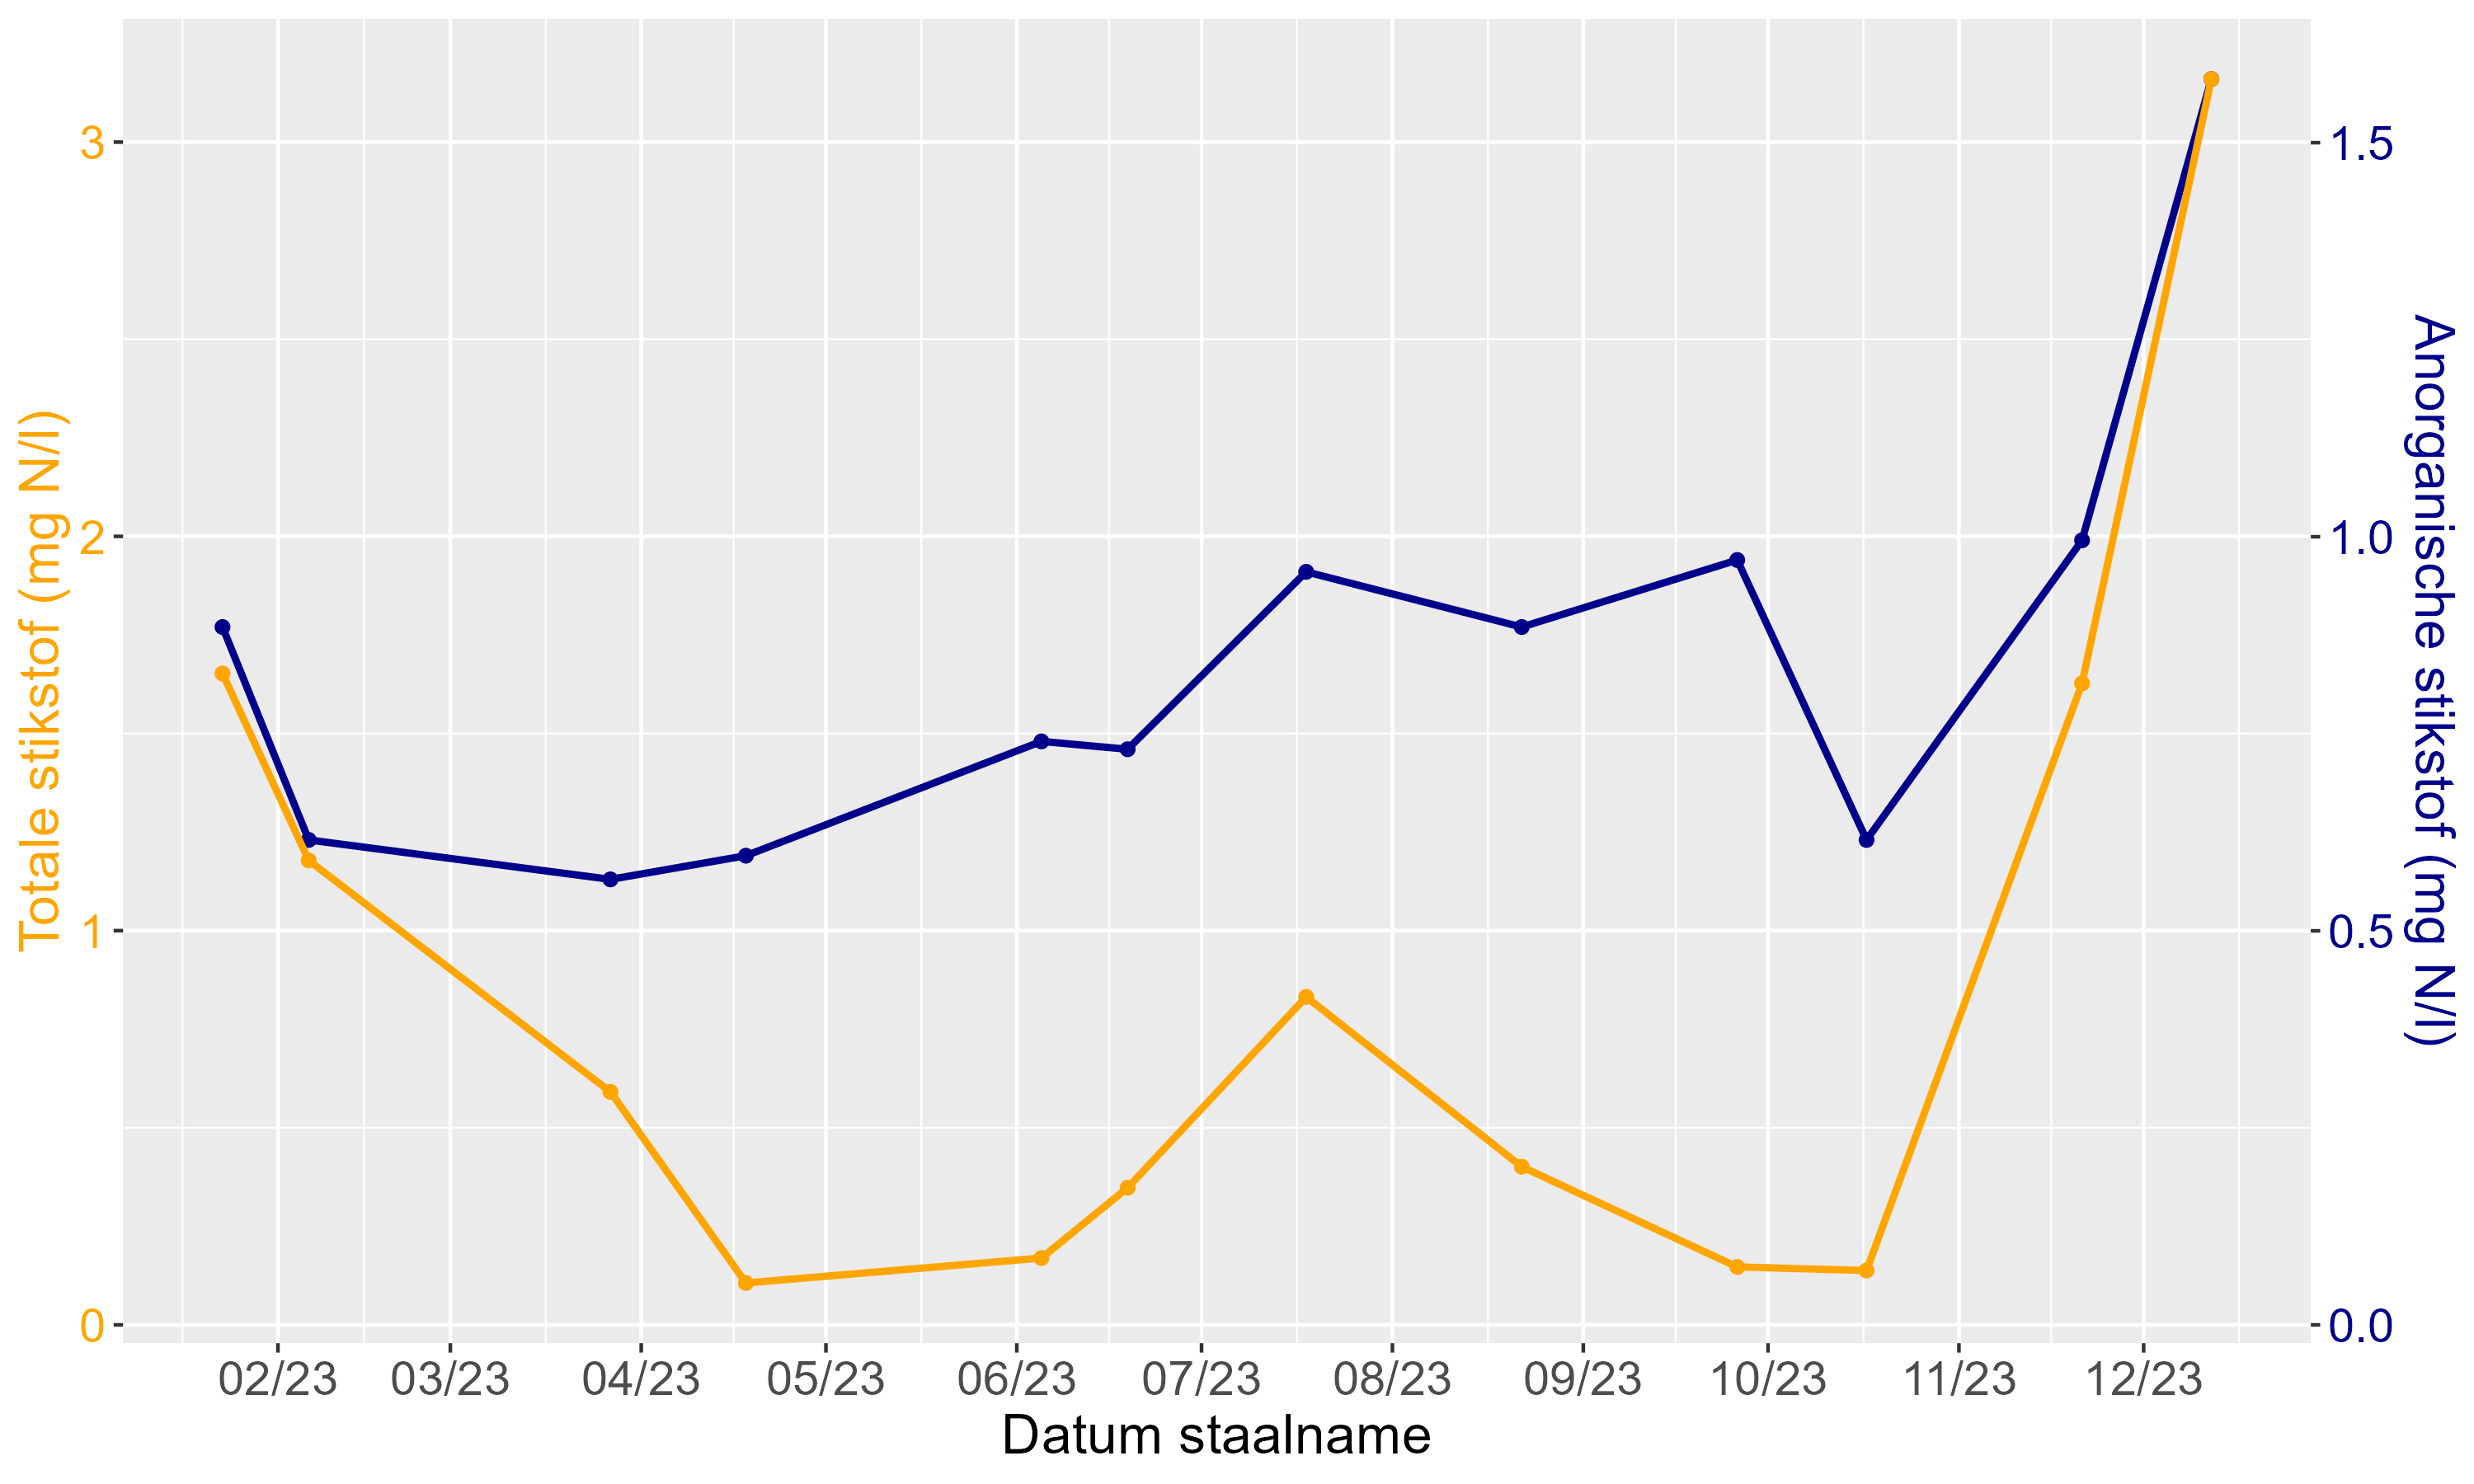 Totale stikstof (mg N/l)
3
2
1
0
1.5
1.0
0.5
0.0
Anorganische stikstof (mg N/l)
02/23 03/23 04/23 05/23 06/23 07/23 08/23 09/23 10/23 11/23 12/23
Datum staalname